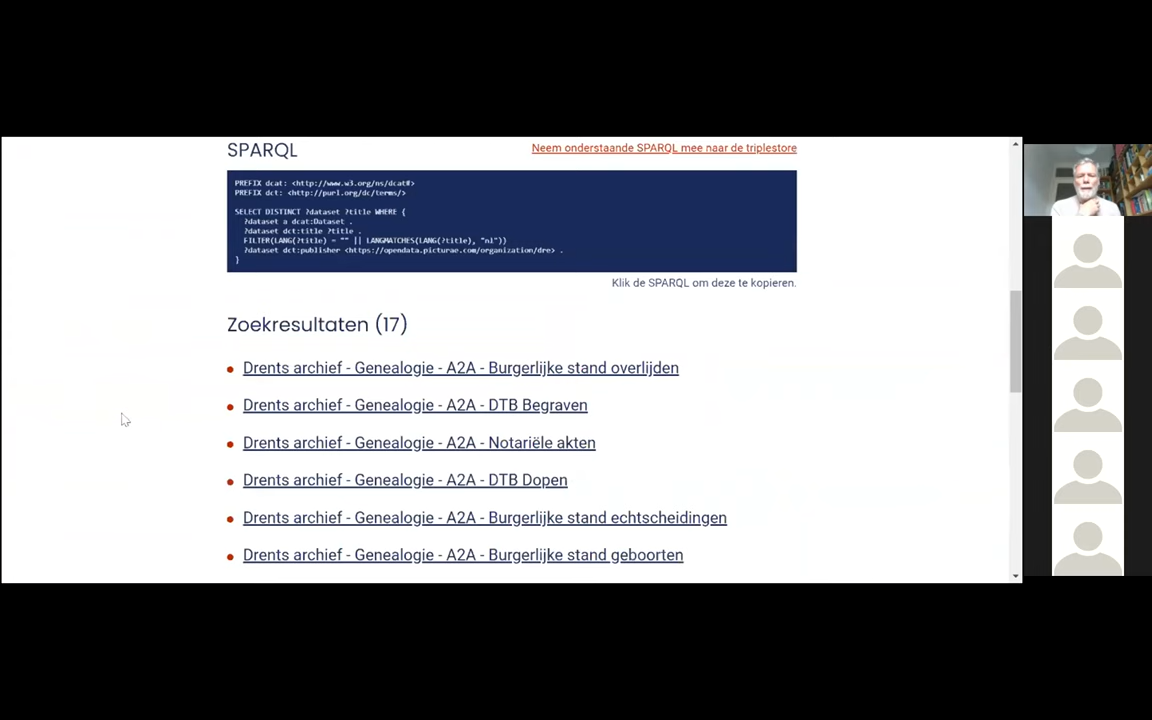 SPARQL
Neem onderstaande SPARQL mee naar de triplestore
PREFIX dcat: <http://www.w3.org/ns/dcat#>
PREFIX dct: <http://purl.org/dc/terms/>
SELECT DISTINCT ?dataset ?title WHERE {
?dataset a dcat:Dataset .
?dataset dct:title ?title .
FILTER(LANG(?title) = "" || LANGMATCHES(LANG(?title), "nl"))
?dataset dct:publisher <https://opendata.picturae.com/organization/dre> .
}
Klik de SPARQL om deze te kopieren.
Zoekresultaten (17)
Drents archief - Genealogie - A2A - Burgerlijke stand overlijden
Drents archief - Genealogie - A2A - DTB Begraven
Drents archief - Genealogie - A2A - Notariële akten
Drents archief - Genealogie - A2A - DTB Dopen
Drents archief - Genealogie - A2A - Burgerlijke stand echtscheidingen
Drents archief - Genealogie - A2A - Burgerlijke stand geboorten